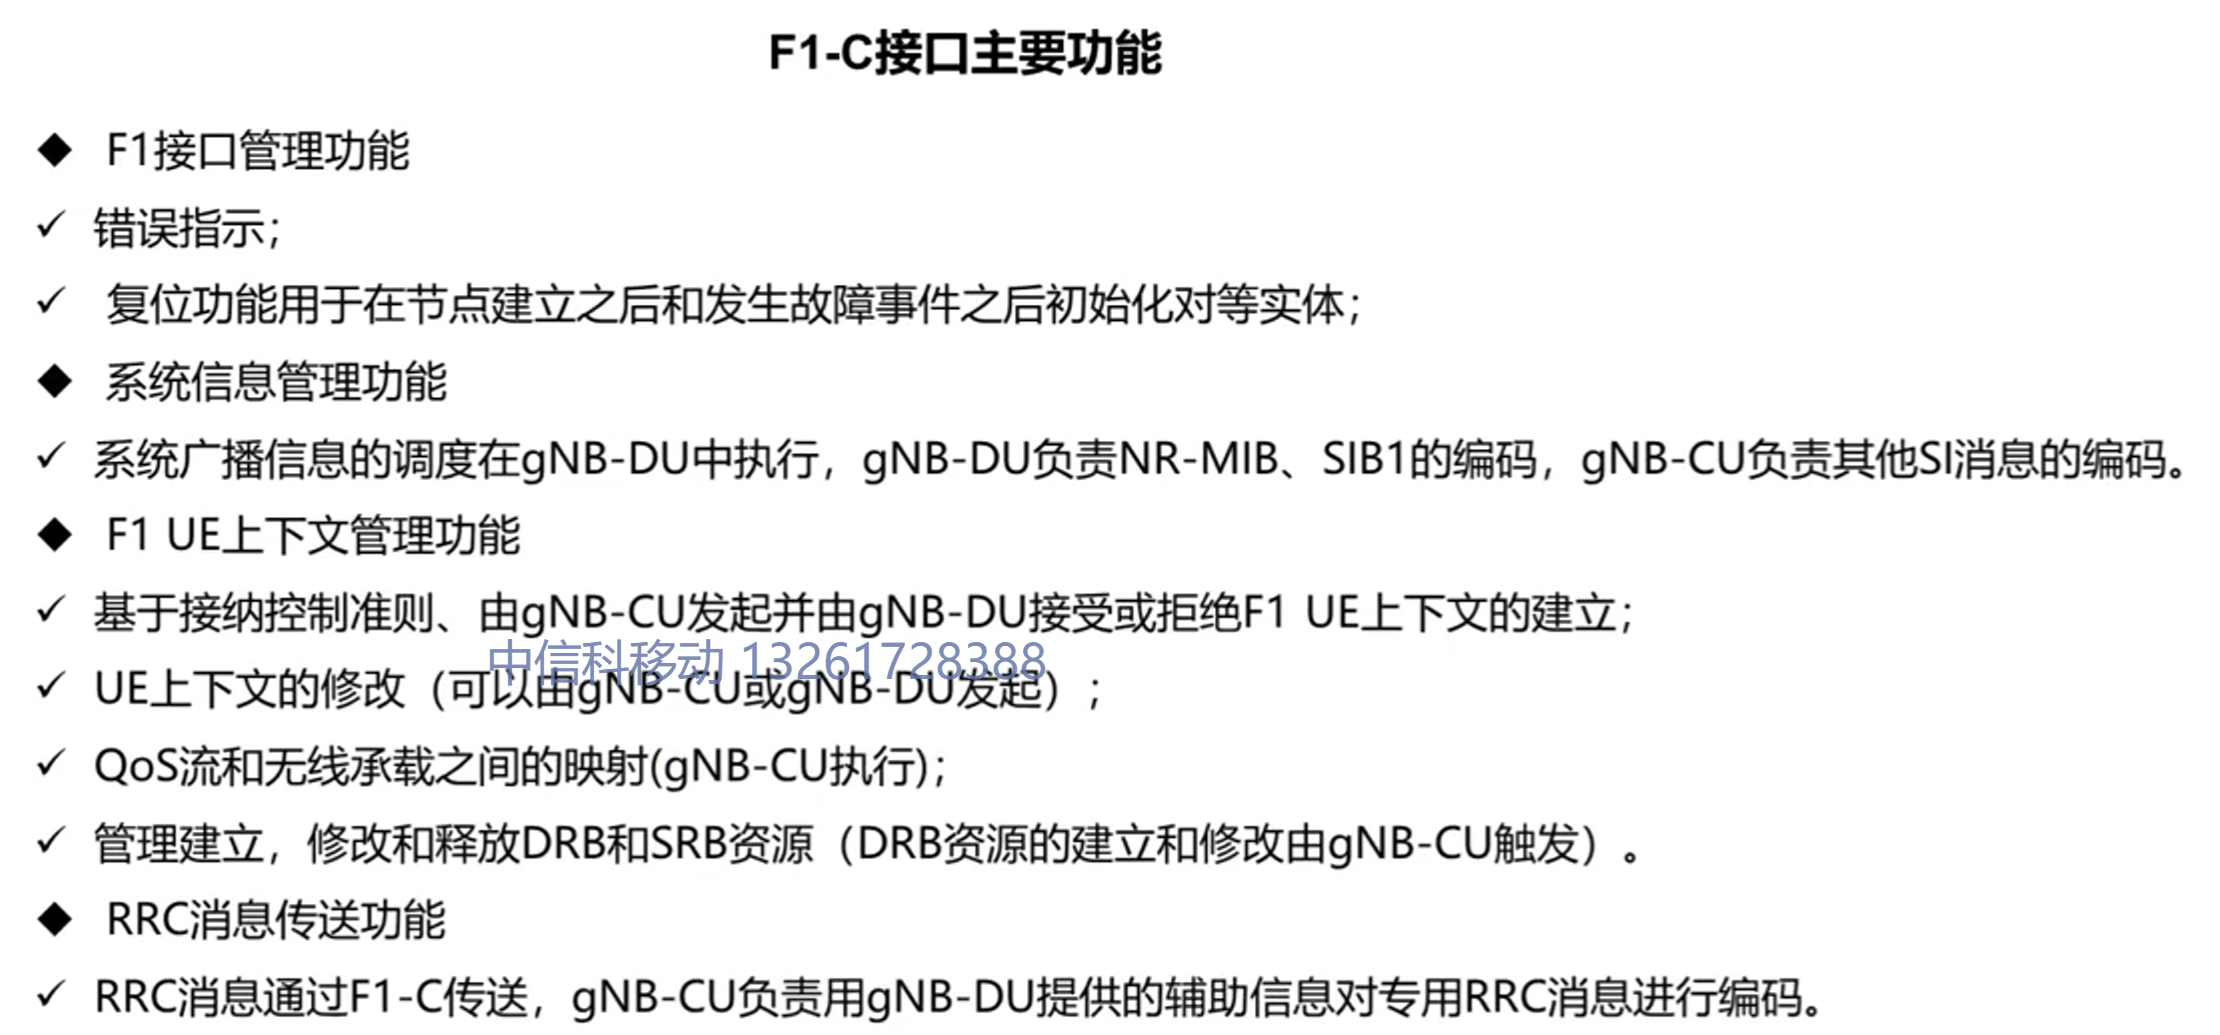 F1-C接口主要功能
◆ F1接口管理功能
✓ 错误指示；
✓ 复位功能用于在节点建立之后和发生故障事件之后初始化对等实体；
◆ 系统信息管理功能
✓ 系统广播信息的调度在gNB-DU中执行，gNB-DU负责NR-MIB、SIB1的编码，gNB-CU负责其他SI消息的编码。
◆ F1 UE上下文管理功能
✓ 基于接纳控制准则、由gNB-CU发起并由gNB-DU接受或拒绝F1 UE上下文的建立；
中信科移动 13261728388
✓ UE上下文的修改（可以由gNB-CU或gNB-DU发起）；
✓ QoS流和无线承载之间的映射(gNB-CU执行)；
✓ 管理建立，修改和释放DRB和SRB资源（DRB资源的建立和修改由gNB-CU触发）。
◆ RRC消息传送功能
✓ RRC消息通过F1-C传送，gNB-CU负责用gNB-DU提供的辅助信息对专用RRC消息进行编码。